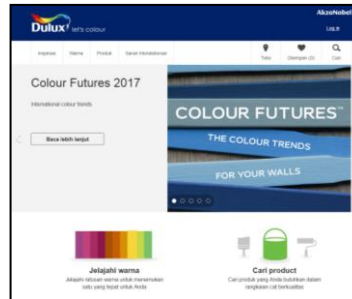 AkzoNobel
Dulux let's colour
Log in
Inspirasi Warna Produk Saran Internasional
Toko Disimpan (0) Cari
Colour Futures 2017
International colour trends
Baca lebih lanjut
COLOUR FUTURES™
THE COLOUR TRENDS
FOR YOUR WALLS
Jelajahi warna
Jelajahi ratusan warna untuk menemukan
satu yang tepat untuk Anda
Cari product
Cari produk yang Anda butuhkan dalam
rangkaian cat berkualitas